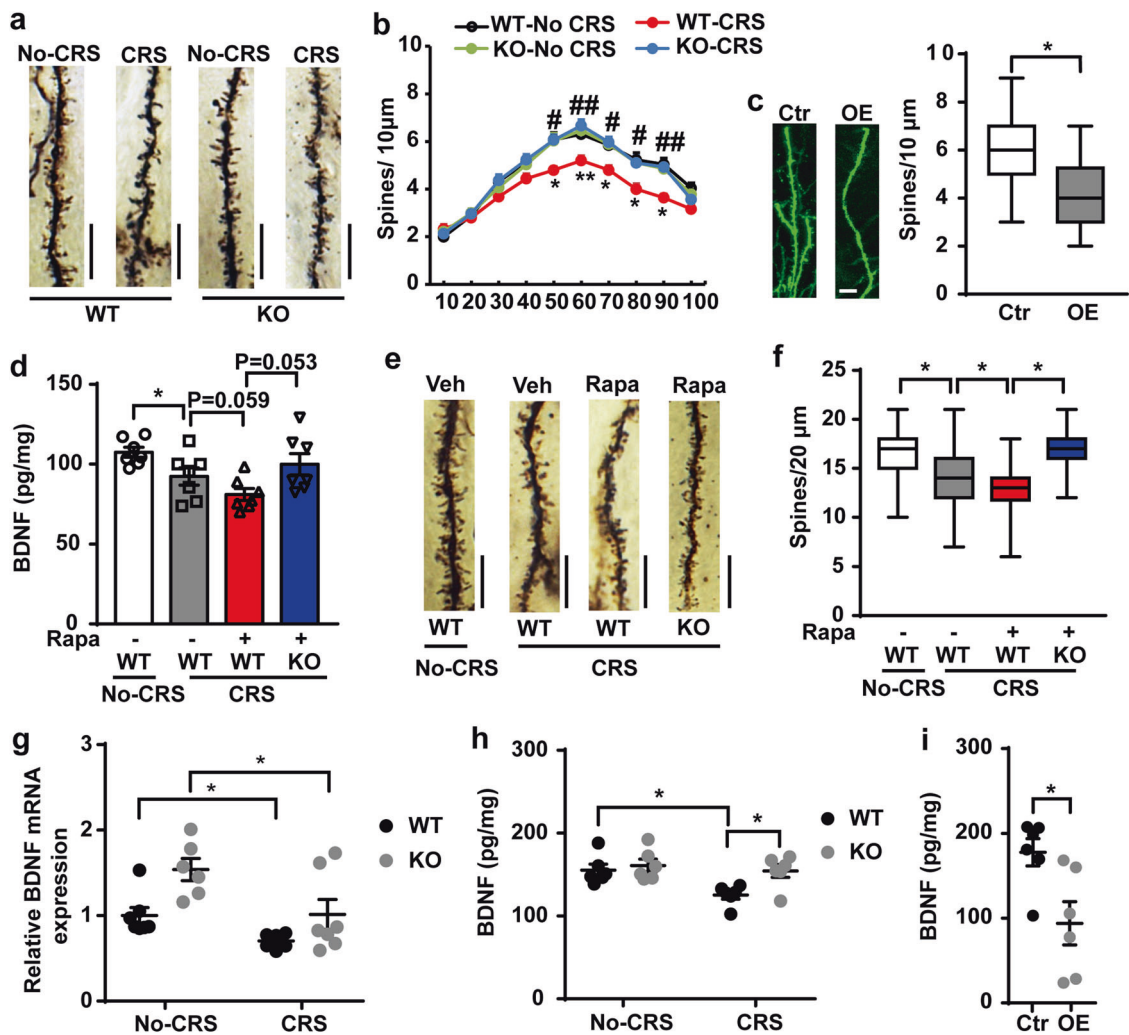 a
No-CRS CRS No-CRS CRS
WT KO
b
WT-No CRS WT-CRS
KO-No CRS KO-CRS
Spines/ 10µm
10
8
6
4
2
0
# ## # # ##
* ** * * *
10 20 30 40 50 60 70 80 90 100
c
Ctr OE
Spines/10 µm
10
8
6
4
2
0
*
Ctr OE
d
BDNF (pg/mg)
150
100
50
0
* P=0.059 P=0.053
Rapa - - + +
WT WT WT KO
No-CRS CRS
e
Veh Veh Rapa Rapa
WT WT WT KO
No-CRS CRS
f
Spines/20 µm
25
20
15
10
5
0
* * *
Rapa - - + +
WT WT WT KO
No-CRS CRS
g
Relative BDNF mRNA
expression
3
2
1
0
* *
WT
KO
No-CRS CRS
h
BDNF (pg/mg)
300
200
100
0
* *
WT
KO
No-CRS CRS
i
BDNF (pg/mg)
300
200
100
0
*
Ctr OE